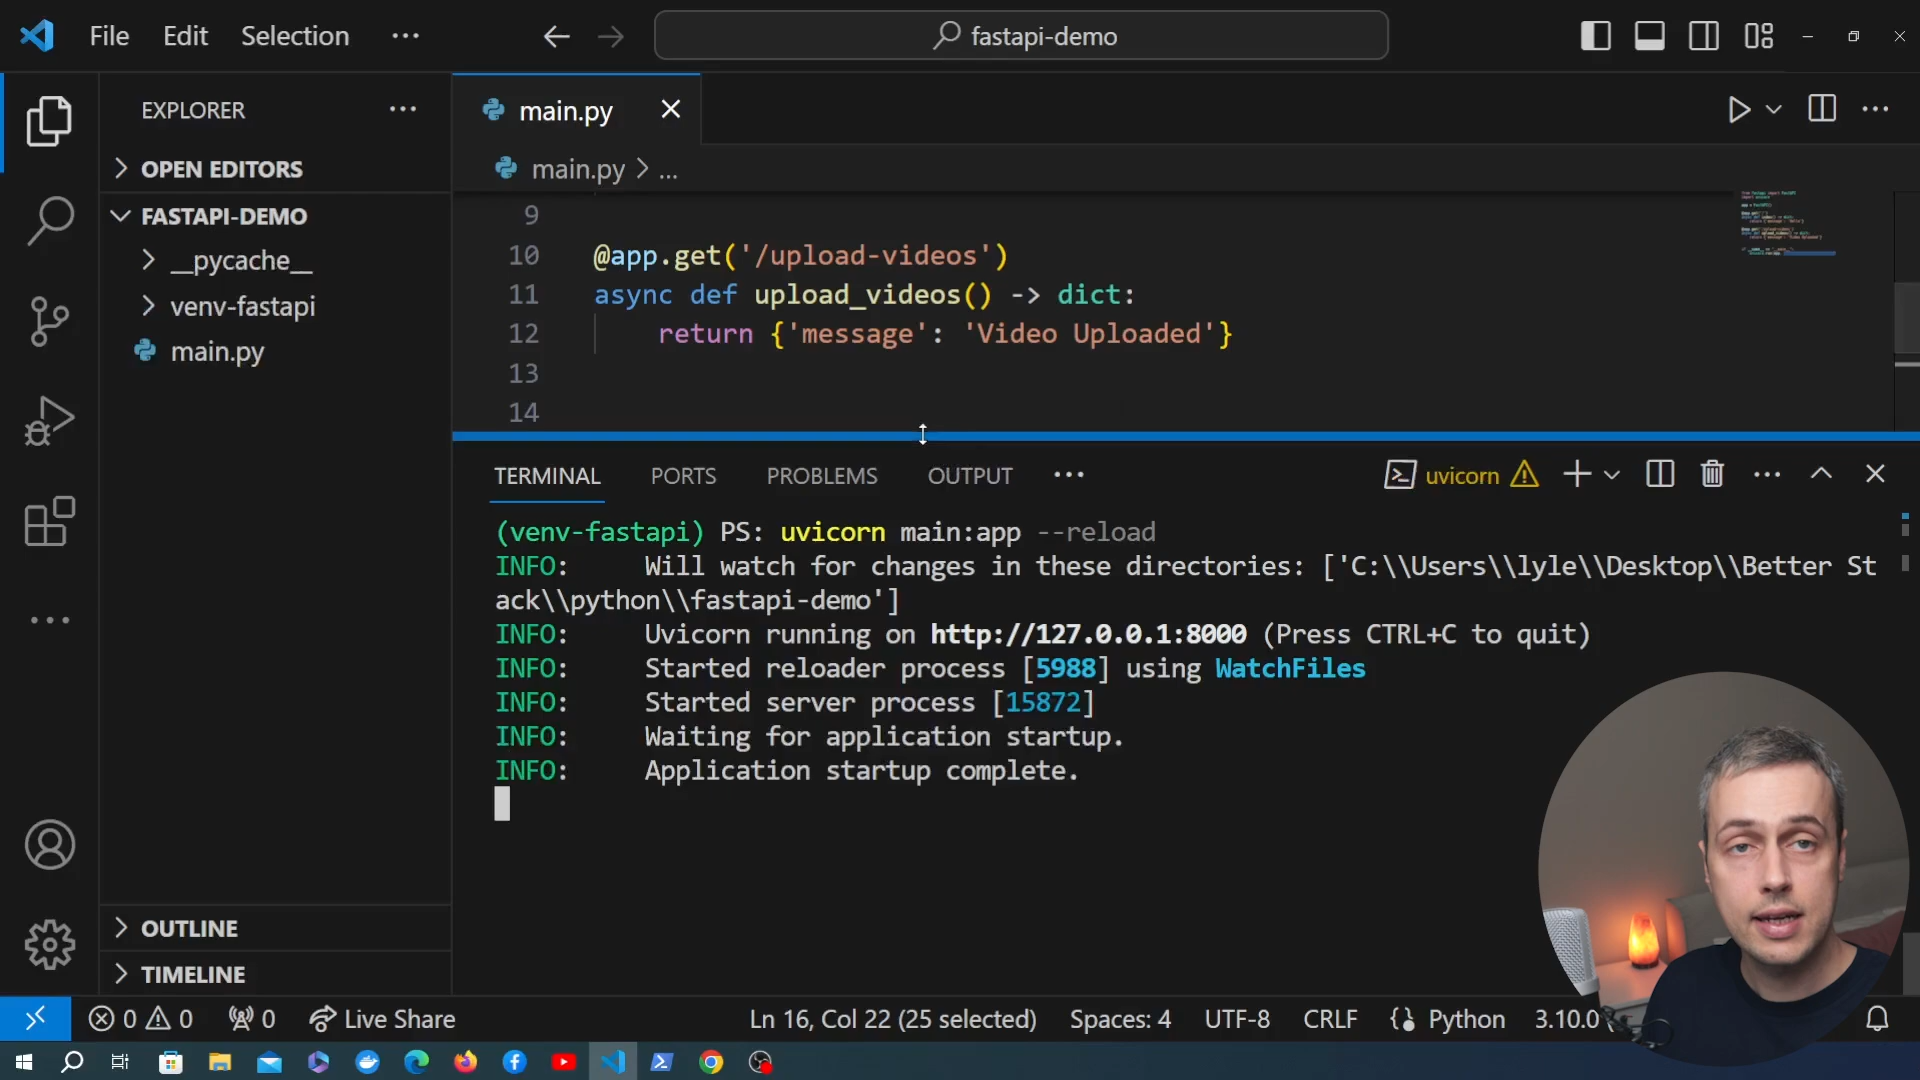 File Edit Selection ···
fastapi-demo
EXPLORER ···
OPEN EDITORS
FASTAPI-DEMO
__pycache__
venv-fastapi
main.py
OUTLINE
TIMELINE
main.py
main.py > ...
9
10 @app.get('/upload-videos')
11 async def upload_videos() -> dict:
12 return {'message': 'Video Uploaded'}
13
14
TERMINAL PORTS PROBLEMS OUTPUT ··· uvicorn
(venv-fastapi) PS: uvicorn main:app --reload
INFO: Will watch for changes in these directories: ['C:\\Users\\lyle\\Desktop\\Better St
ack\\python\\fastapi-demo']
INFO: Uvicorn running on http://127.0.0.1:8000 (Press CTRL+C to quit)
INFO: Started reloader process [5988] using WatchFiles
INFO: Started server process [15872]
INFO: Waiting for application startup.
INFO: Application startup complete.
0 0 0 Live Share Ln 16, Col 22 (25 selected) Spaces: 4 UTF-8 CRLF Python 3.10.0